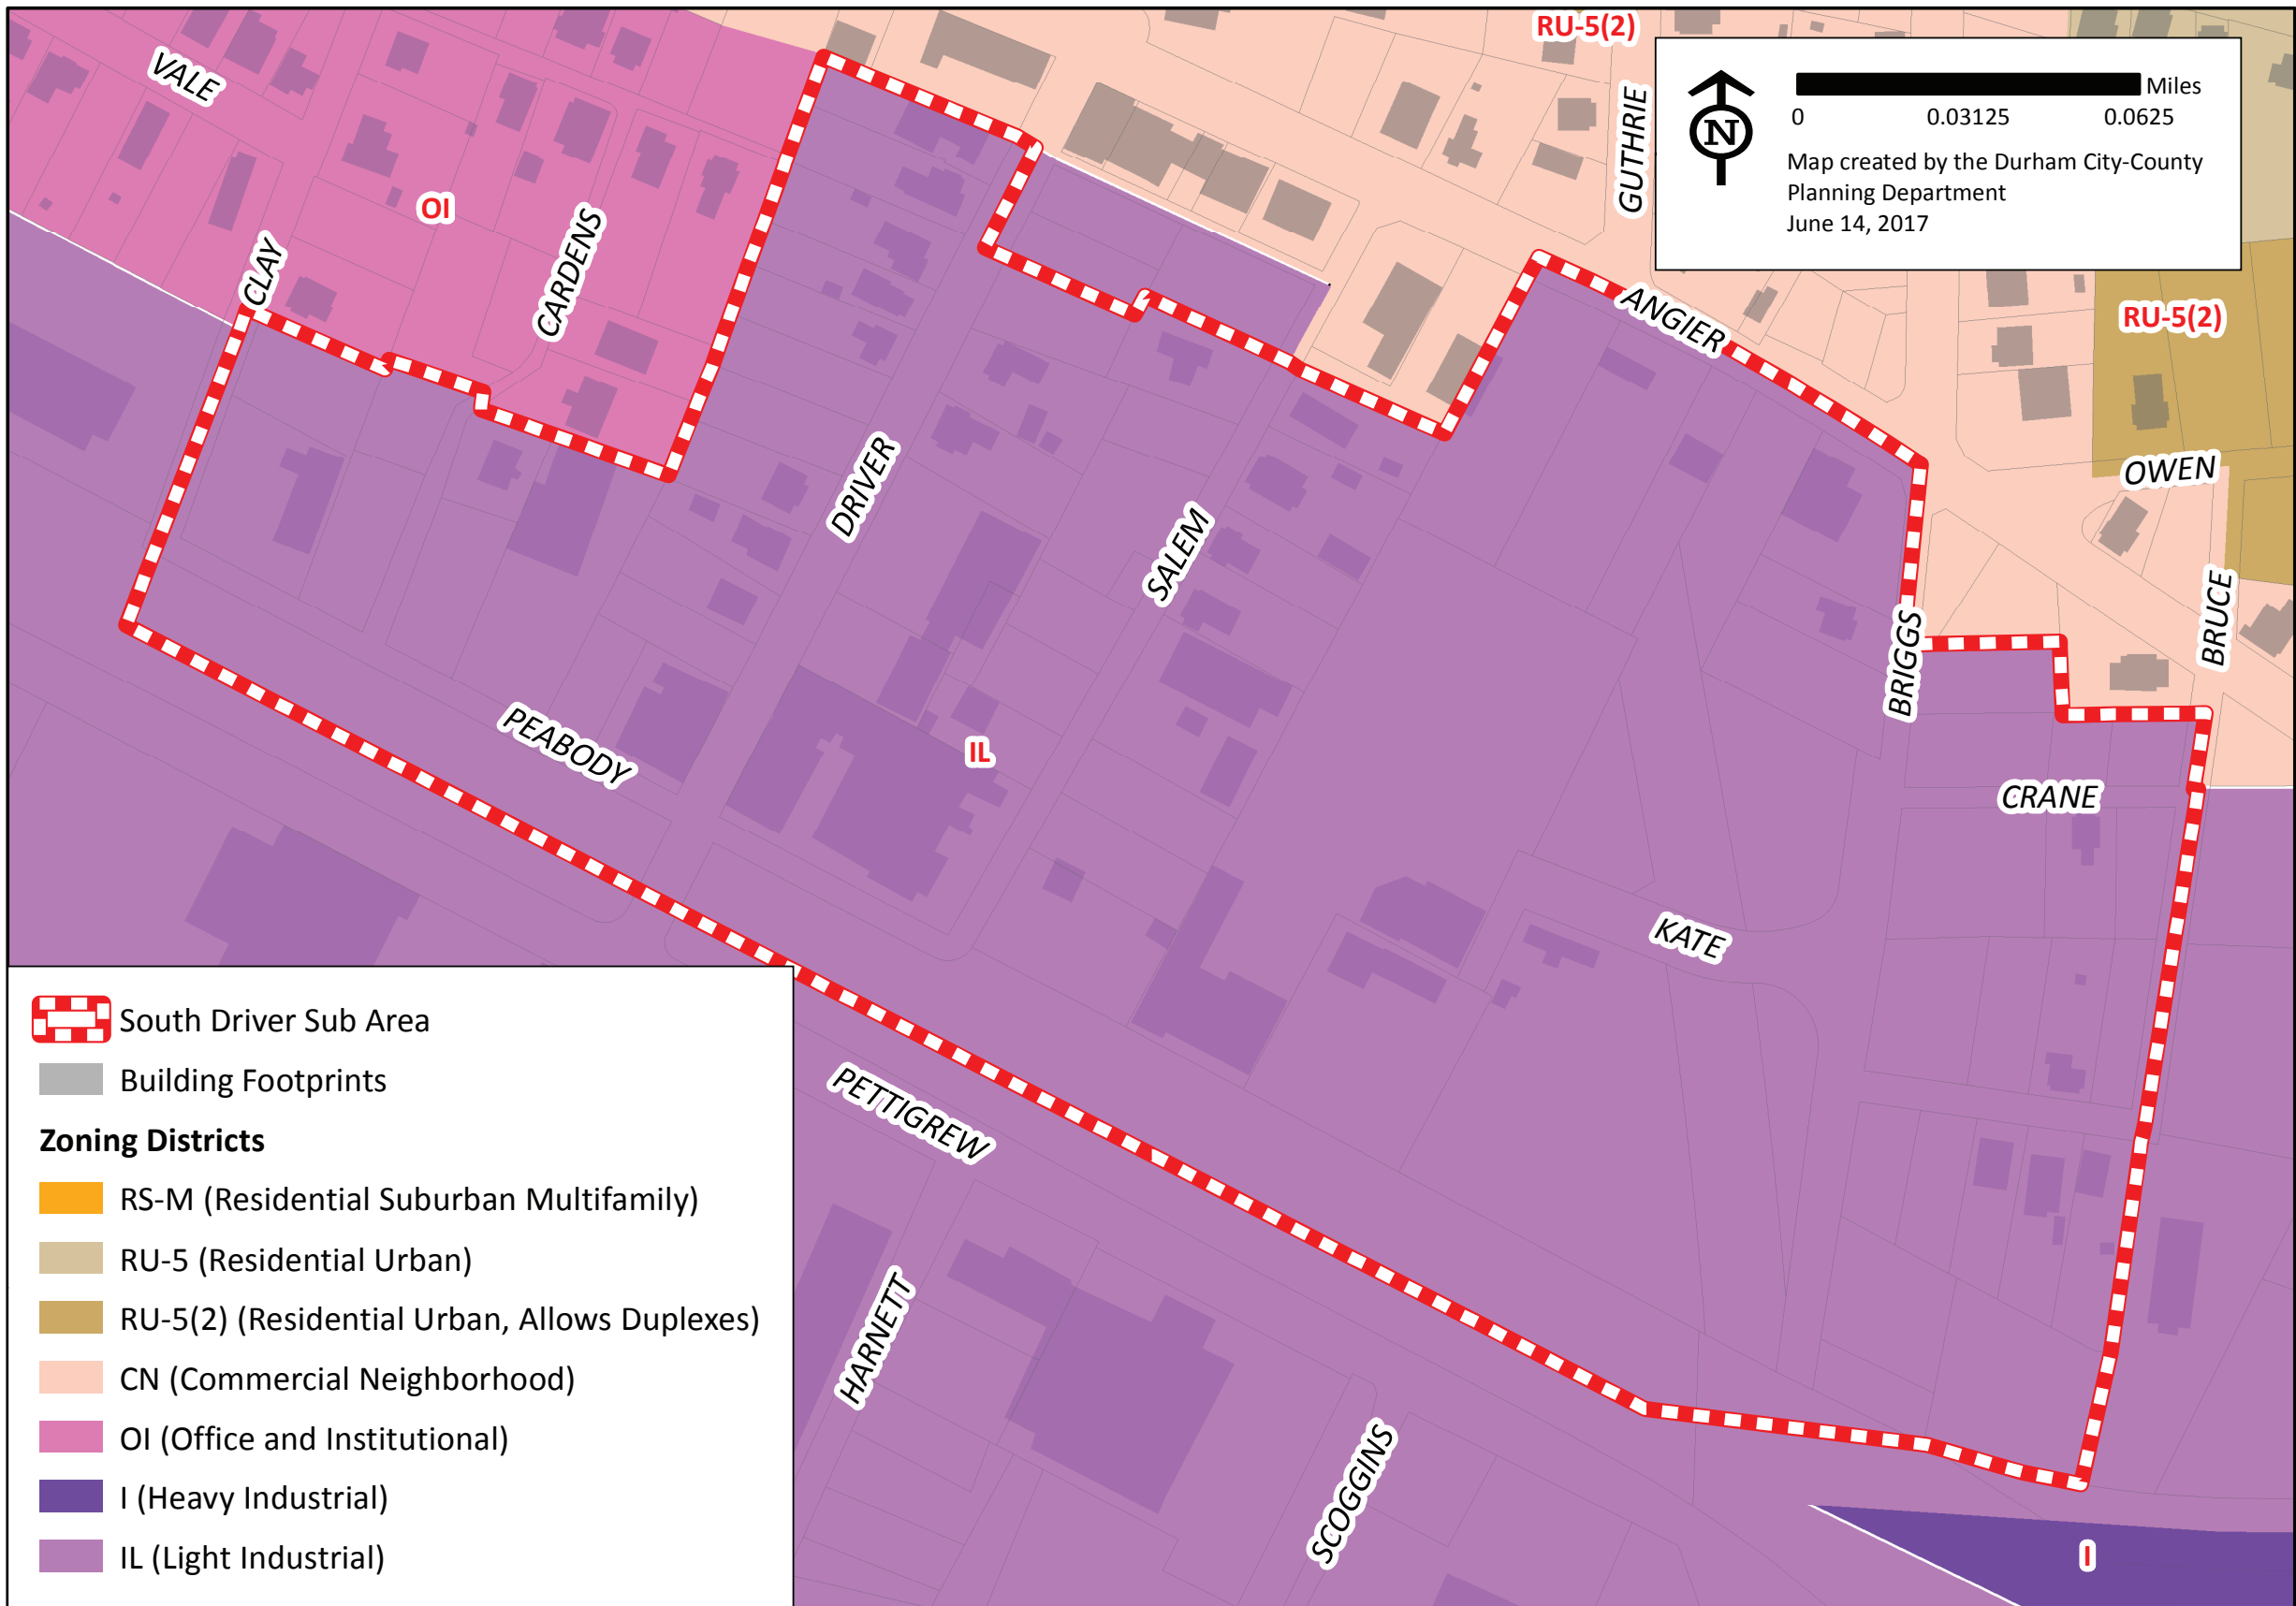 RU-5(2)
VALE
GUTHRIE
Miles
0 0.03125 0.0625
N
Map created by the Durham City-County
Planning Department
June 14, 2017
OI
CLAY
CARDENS
ANGIER
RU-5(2)
DRIVER
OWEN
SALEM
BRUCE
BRIGGS
PEABODY
IL
CRANE
KATE
PETTIGREW
HARNETT
SCOGGINS
I
South Driver Sub Area
Building Footprints
Zoning Districts
RS-M (Residential Suburban Multifamily)
RU-5 (Residential Urban)
RU-5(2) (Residential Urban, Allows Duplexes)
CN (Commercial Neighborhood)
OI (Office and Institutional)
I (Heavy Industrial)
IL (Light Industrial)